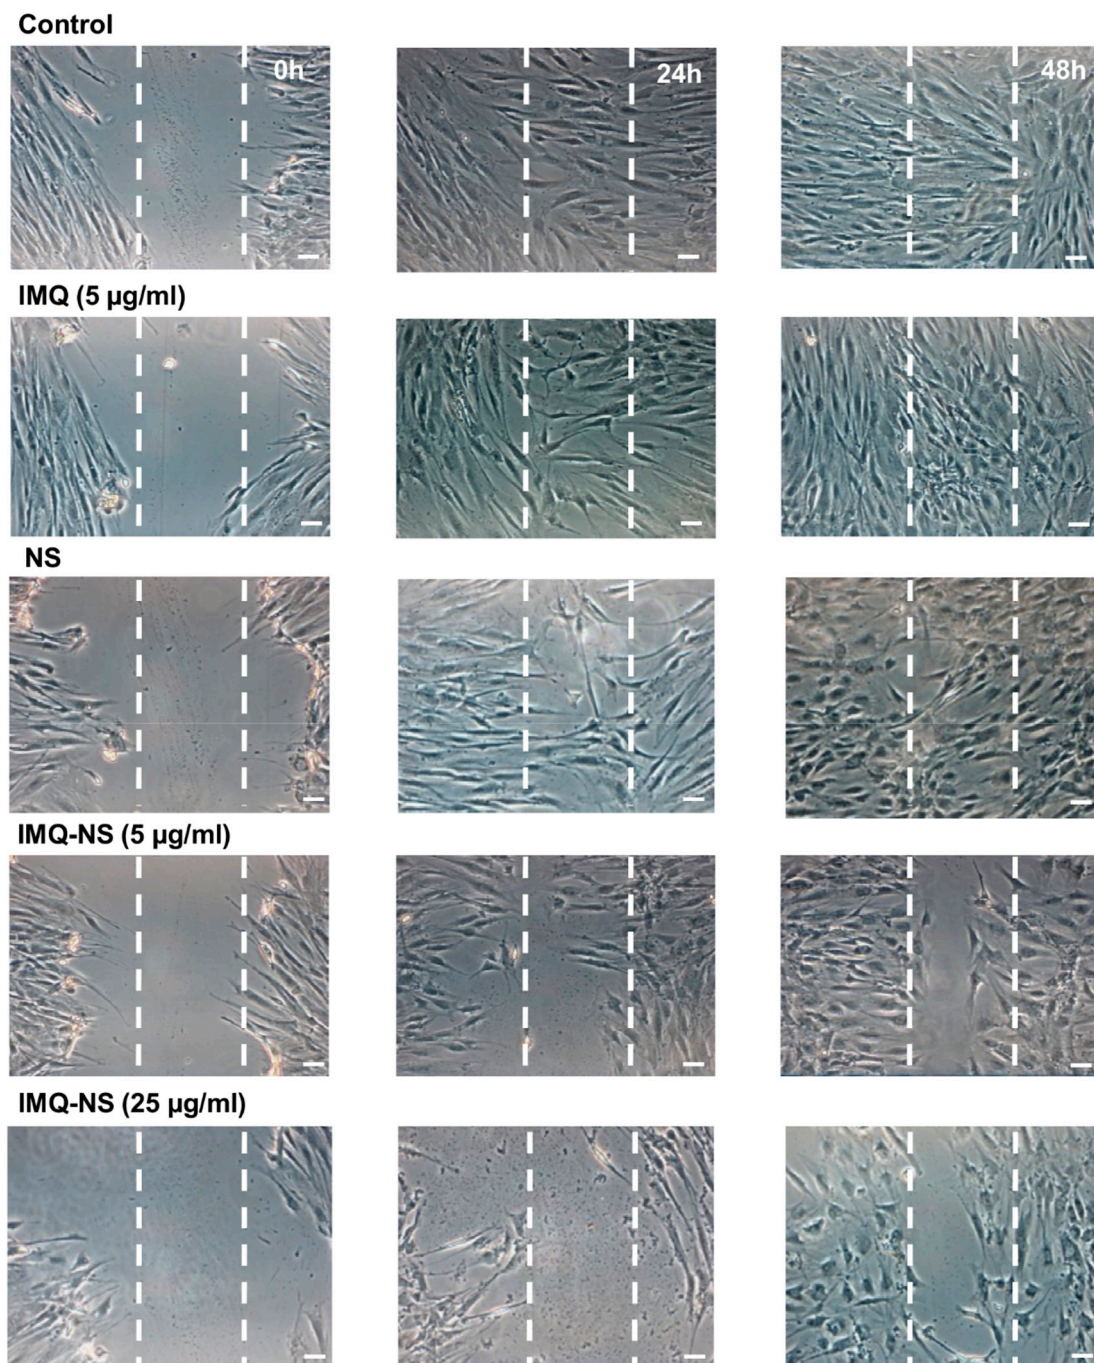 Control
0h
24h
48h
IMQ (5 µg/ml)
NS
IMQ-NS (5 µg/ml)
IMQ-NS (25 µg/ml)